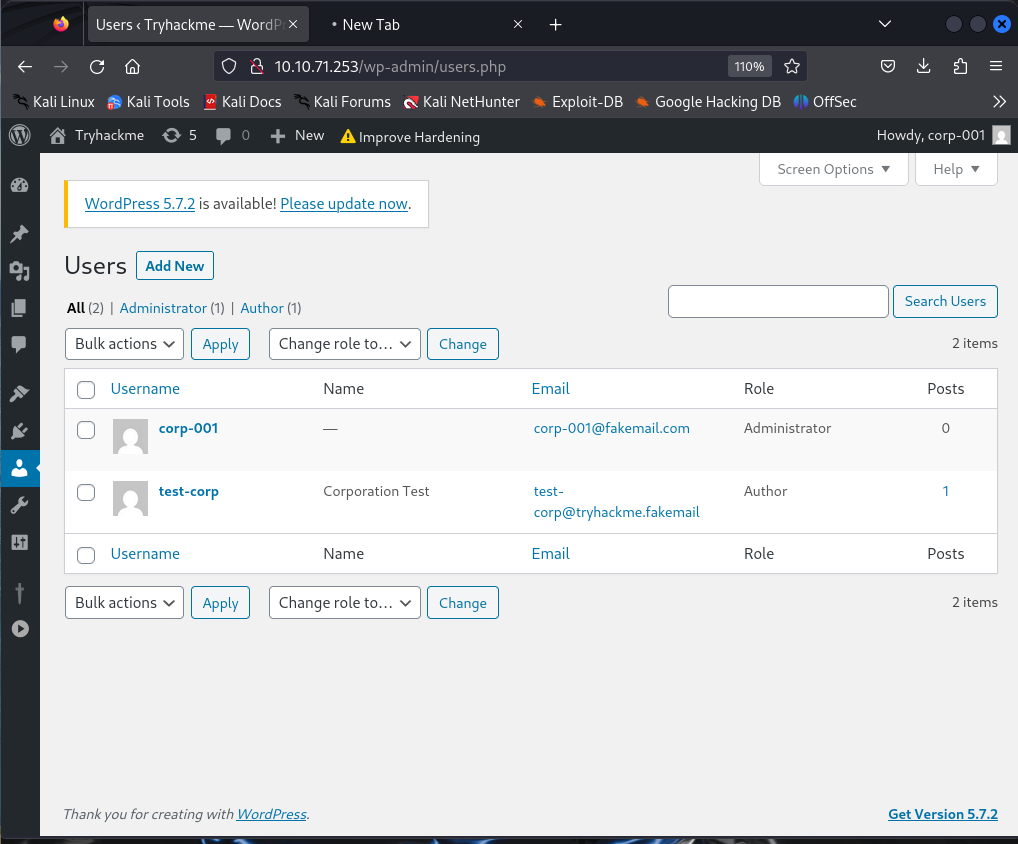 Users ‹ Tryhackme — WordP
• New Tab
10.10.71.253/wp-admin/users.php
110%
Kali Linux
Kali Tools
Kali Docs
Kali Forums
Kali NetHunter
Exploit-DB
Google Hacking DB
OffSec
Tryhackme
5
0
New
Improve Hardening
Howdy, corp-001
Screen Options ▼
Help ▼
WordPress 5.7.2 is available! Please update now.
Users
Add New
All (2) | Administrator (1) | Author (1)
Search Users
Bulk actions
Apply
Change role to…
Change
2 items
Username
Name
Email
Role
Posts
corp-001
—
corp-001@fakemail.com
Administrator
0
test-corp
Corporation Test
test-
corp@tryhackme.fakemail
Author
1
Username
Name
Email
Role
Posts
Bulk actions
Apply
Change role to…
Change
2 items
Thank you for creating with WordPress.
Get Version 5.7.2